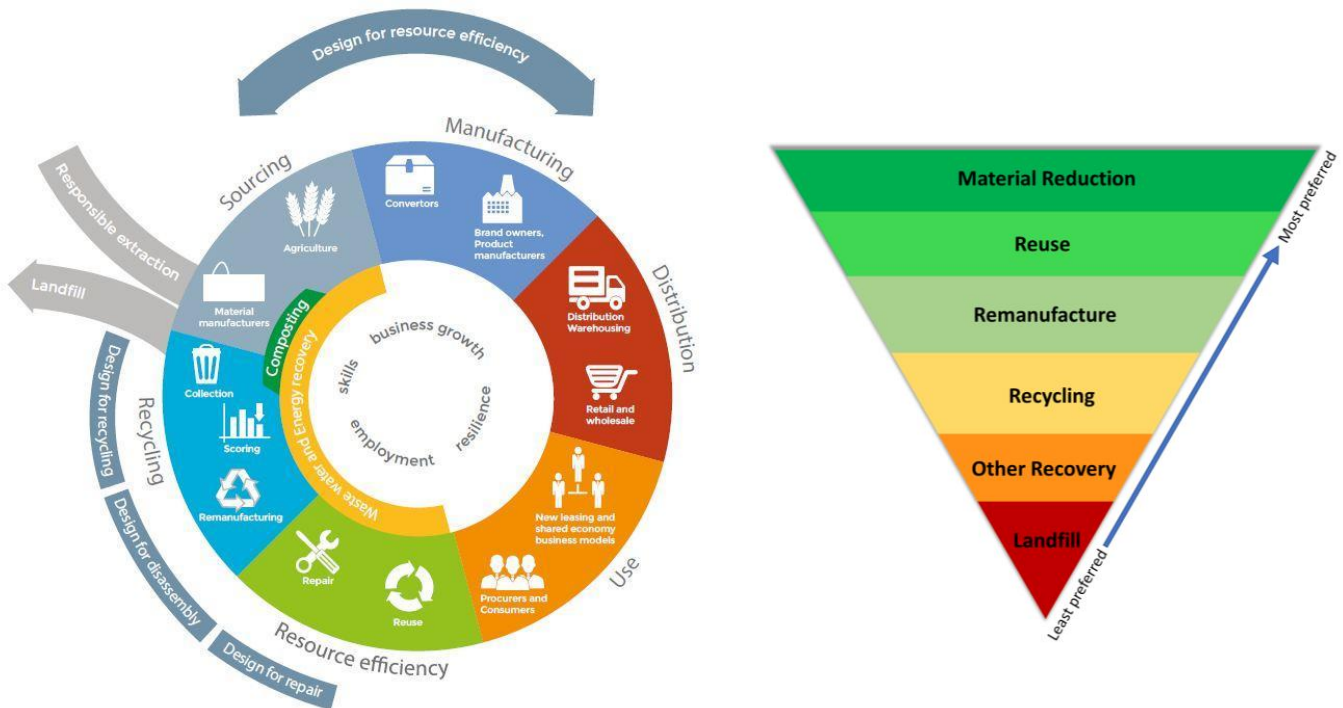 Design for resource efficiency
Sourcing
Manufacturing
Distribution
Use
Resource efficiency
Recycling
Responsible extraction
Landfill
Design for recycling
Design for disassembly
Design for repair
Agriculture
Material
manufacturers
Convertors
Brand owners,
Product
manufacturers
Distribution
Warehousing
Retail and
wholesale
New leasing and
shared economy
business models
Procurers and
Consumers
Reuse
Repair
Remanufacturing
Scoring
Collection
Composting
Waste water and Energy recovery
skills
business growth
resilience
employment
Material Reduction
Reuse
Remanufacture
Recycling
Other Recovery
Landfill
Most preferred
Least preferred